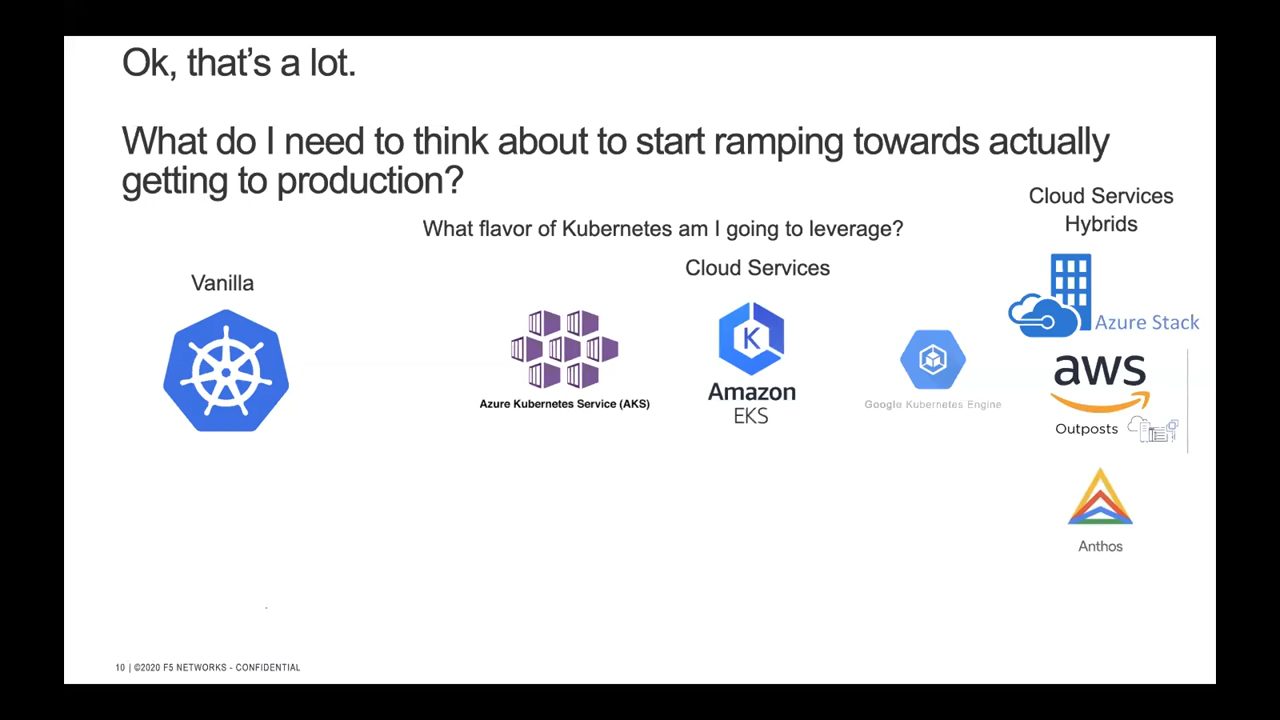 Ok, that's a lot.
What do I need to think about to start ramping towards actually
getting to production?
What flavor of Kubernetes am I going to leverage?
Cloud Services
Hybrids
Vanilla
Cloud Services
Azure Kubernetes Service (AKS)
K
Amazon
EKS
Google Kubernetes Engine
Azure Stack
aws
Outposts
Anthos
10 | ©2020 F5 NETWORKS - CONFIDENTIAL